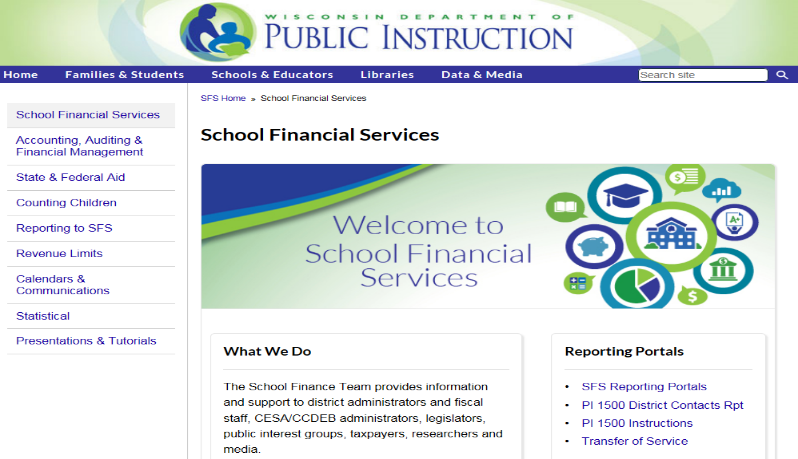 WISCONSIN DEPARTMENT OF
PUBLIC INSTRUCTION
Home Families & Students Schools & Educators Libraries Data & Media Search site
School Financial Services
Accounting, Auditing &
Financial Management
State & Federal Aid
Counting Children
Reporting to SFS
Revenue Limits
Calendars &
Communications
Statistical
Presentations & Tutorials
SFS Home » School Financial Services
School Financial Services
Welcome to
School Financial
Services
$
A+
$
$
What We Do
The School Finance Team provides information
and support to district administrators and fiscal
staff, CESA/CCDEB administrators, legislators,
public interest groups, taxpayers, researchers and
media.
Reporting Portals
• SFS Reporting Portals
• PI 1500 District Contacts Rpt
• PI 1500 Instructions
• Transfer of Service